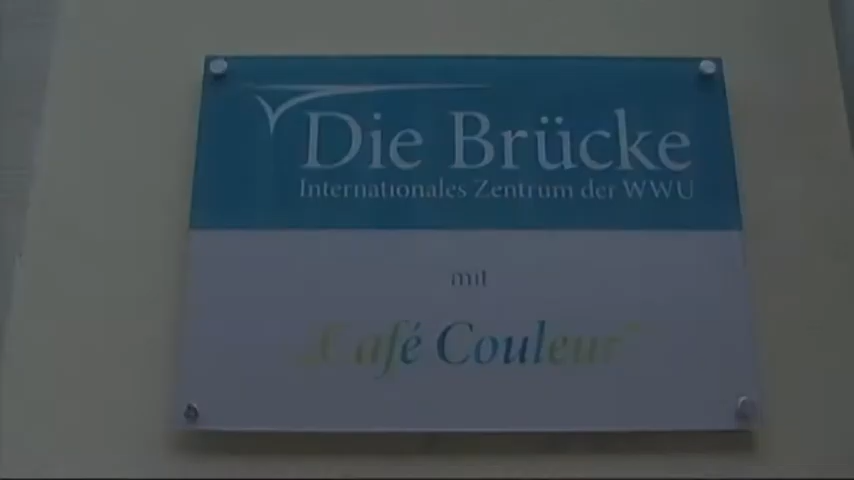 Die Brücke
Internationales Zentrum der WWU
mit
„Café Couleur“